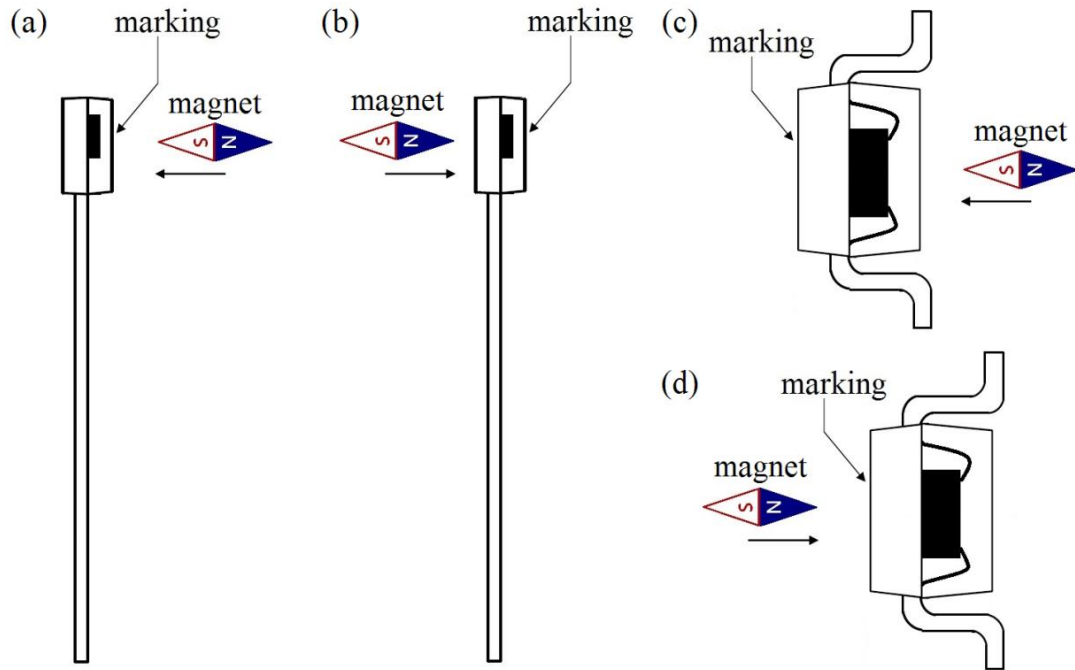 (a)
marking
magnet
S N
(b)
marking
magnet
S N
(c)
marking
magnet
S N
(d)
marking
magnet
S N